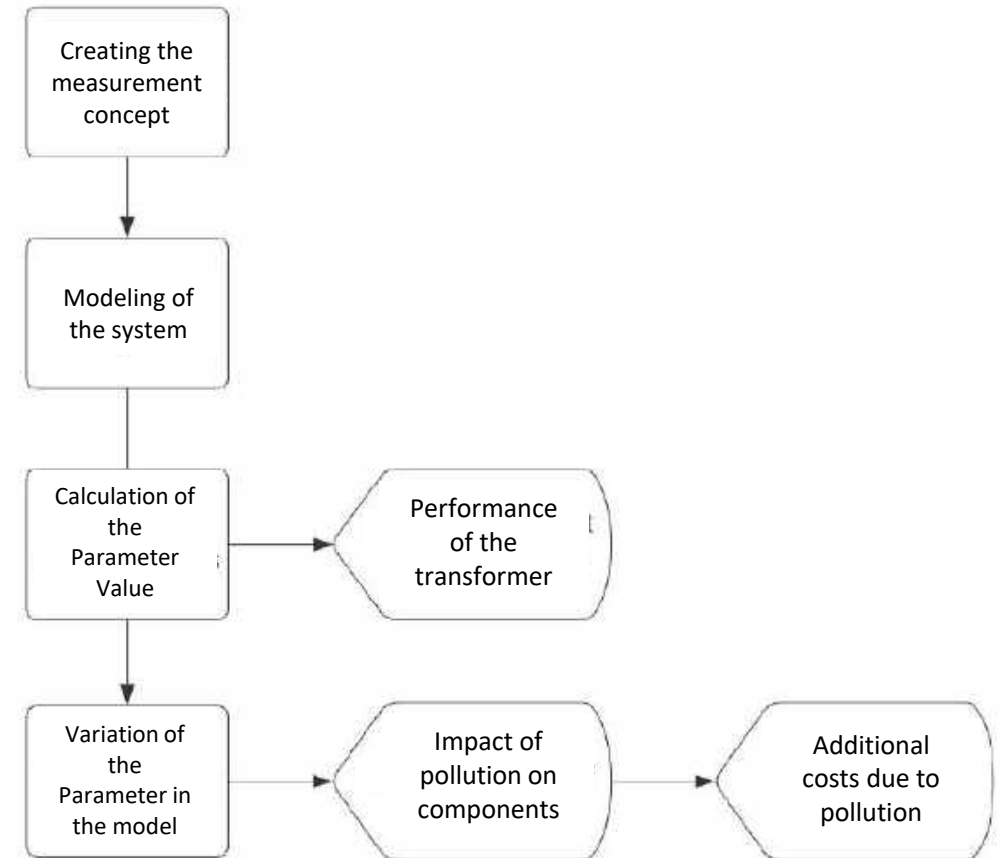 Creating the
measurement
concept
Modeling of
the system
Calculation of
the
Parameter
Value
Performance
of the
transformer
Variation of
the
Parameter in
the model
Impact of
pollution on
components
Additional
costs due to
pollution